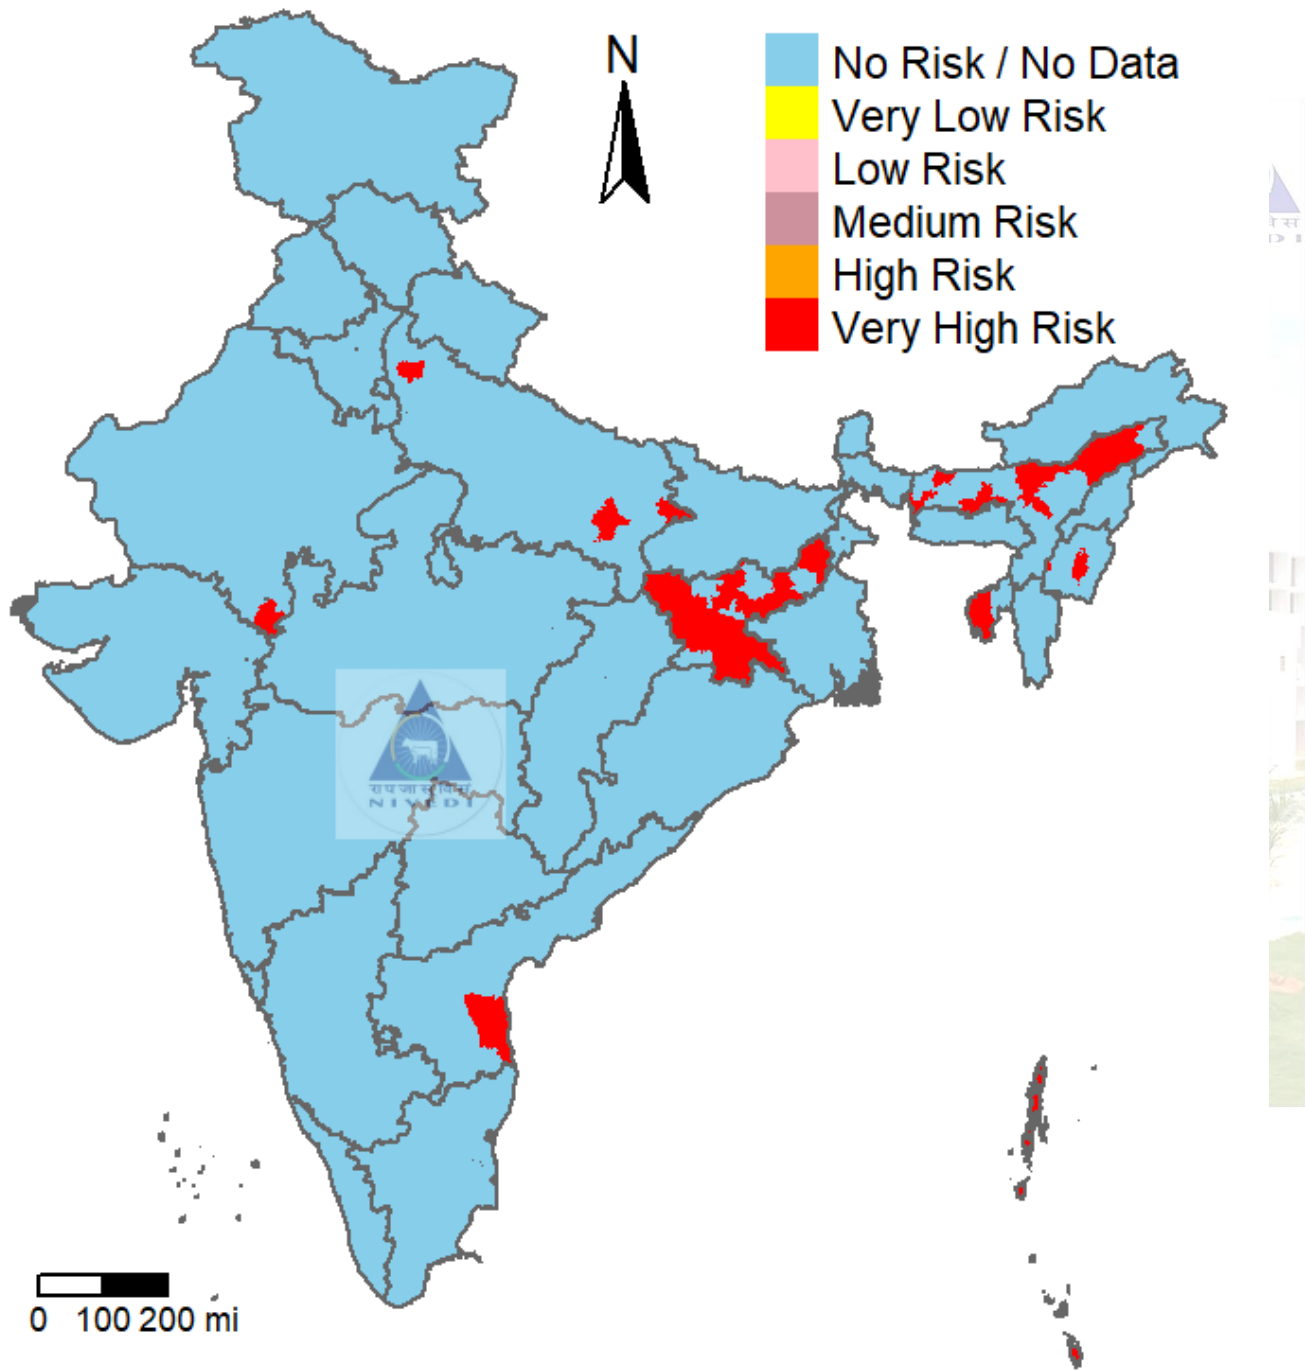 N
No Risk / No Data
Very Low Risk
Low Risk
Medium Risk
High Risk
Very High Risk
NIVEDI
0 100 200 mi